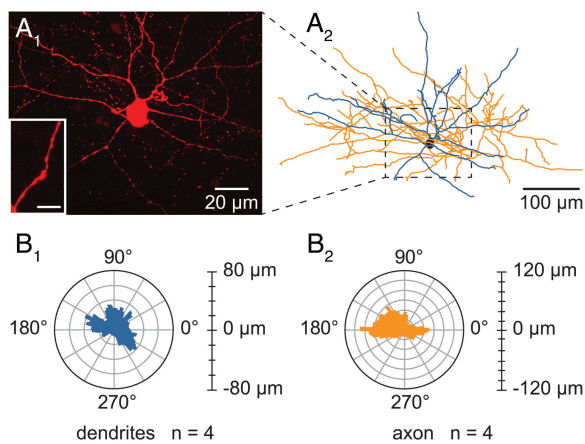 A1
A2
20 µm
100 µm
B1
90°
80 µm
180°
0°
0 µm
270°
-80 µm
dendrites n = 4
B2
90°
120 µm
180°
0°
0 µm
270°
-120 µm
axon n = 4